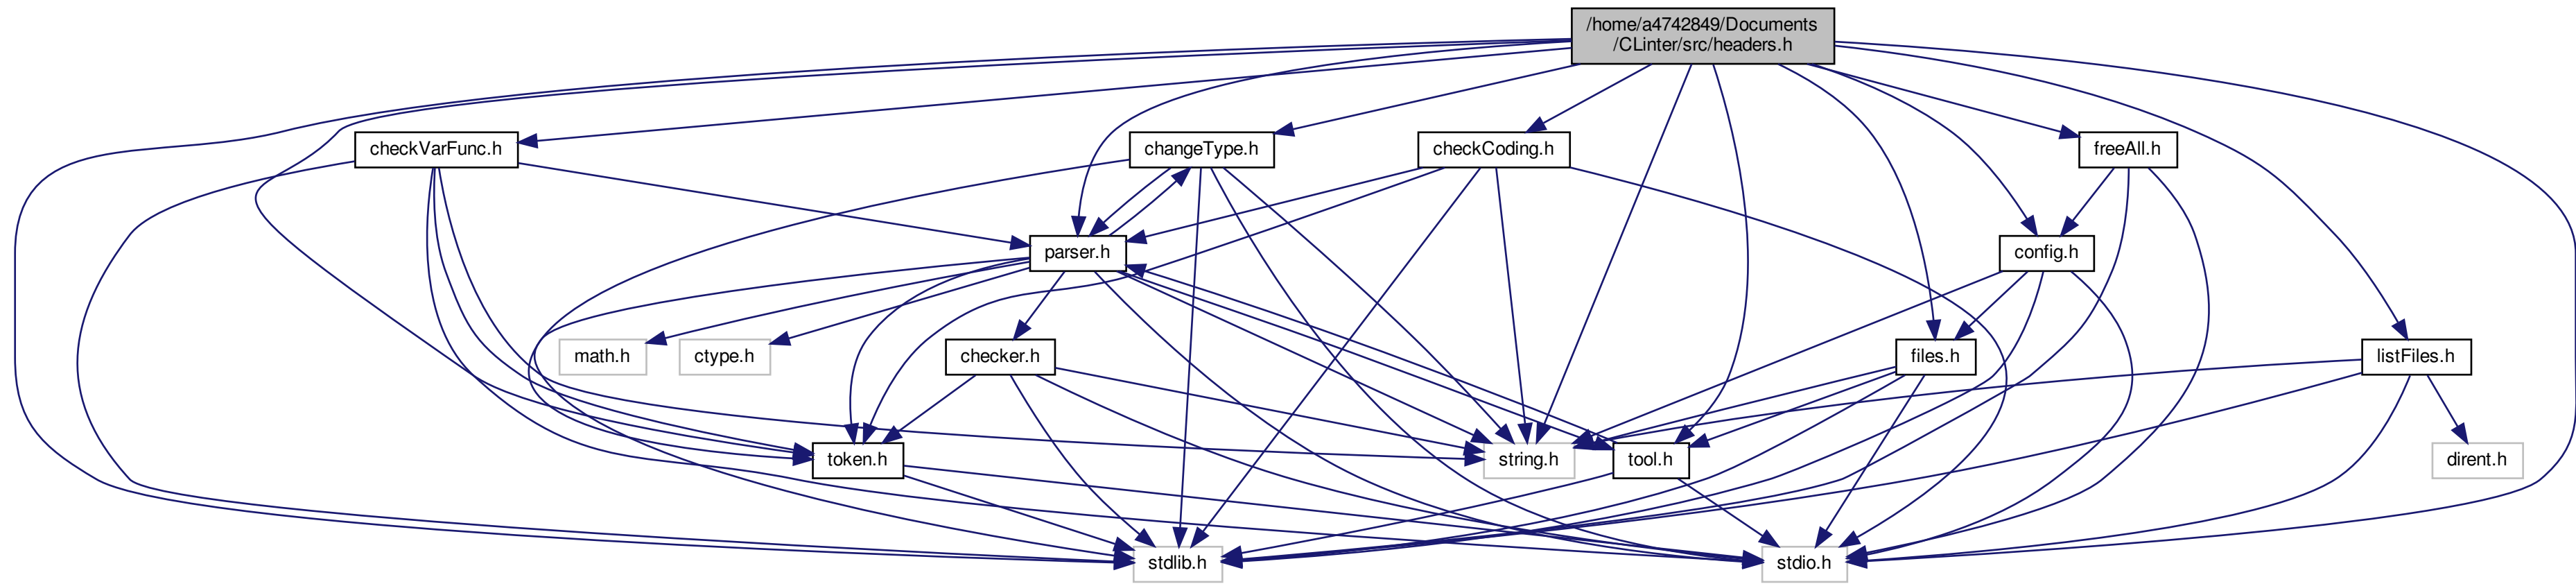 /home/a4742849/Documents
/CLinter/src/headers.h
checkVarFunc.h
changeType.h
checkCoding.h
freeAll.h
parser.h
config.h
math.h
ctype.h
checker.h
files.h
listFiles.h
token.h
string.h
tool.h
dirent.h
stdlib.h
stdio.h